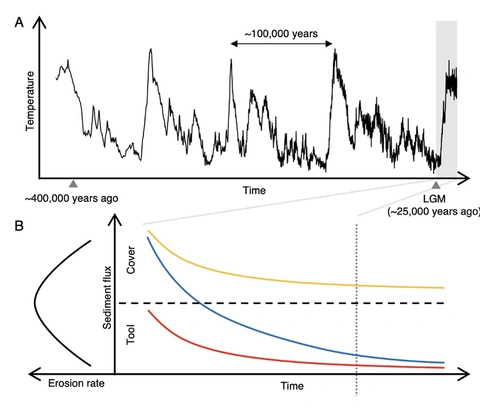 A
~100,000 years
Temperature
Time
~400,000 years ago
LGM
(~25,000 years ago)
B
Cover
Sediment flux
Tool
Erosion rate
Time